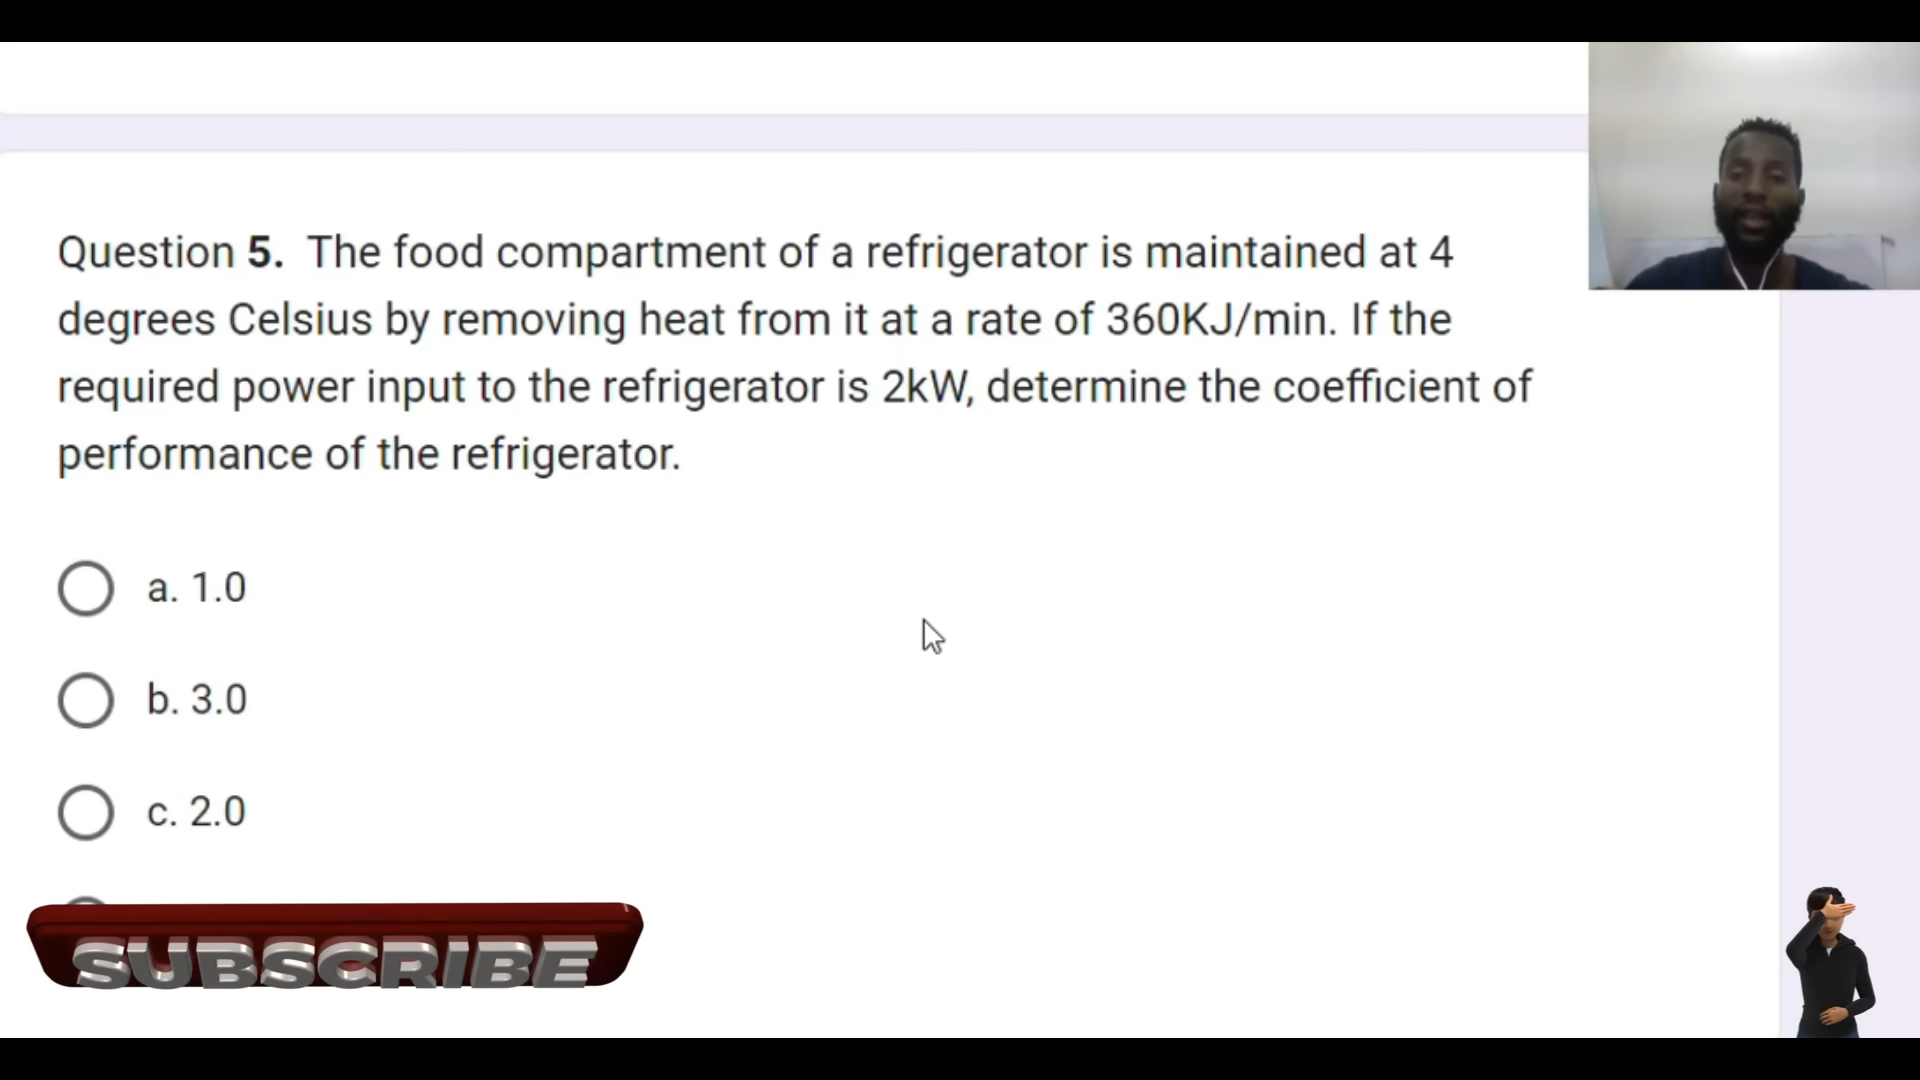 Question 5. The food compartment of a refrigerator is maintained at 4
degrees Celsius by removing heat from it at a rate of 360KJ/min. If the
required power input to the refrigerator is 2kW, determine the coefficient of
performance of the refrigerator.
a. 1.0
b. 3.0
c. 2.0
SUBSCRIBE